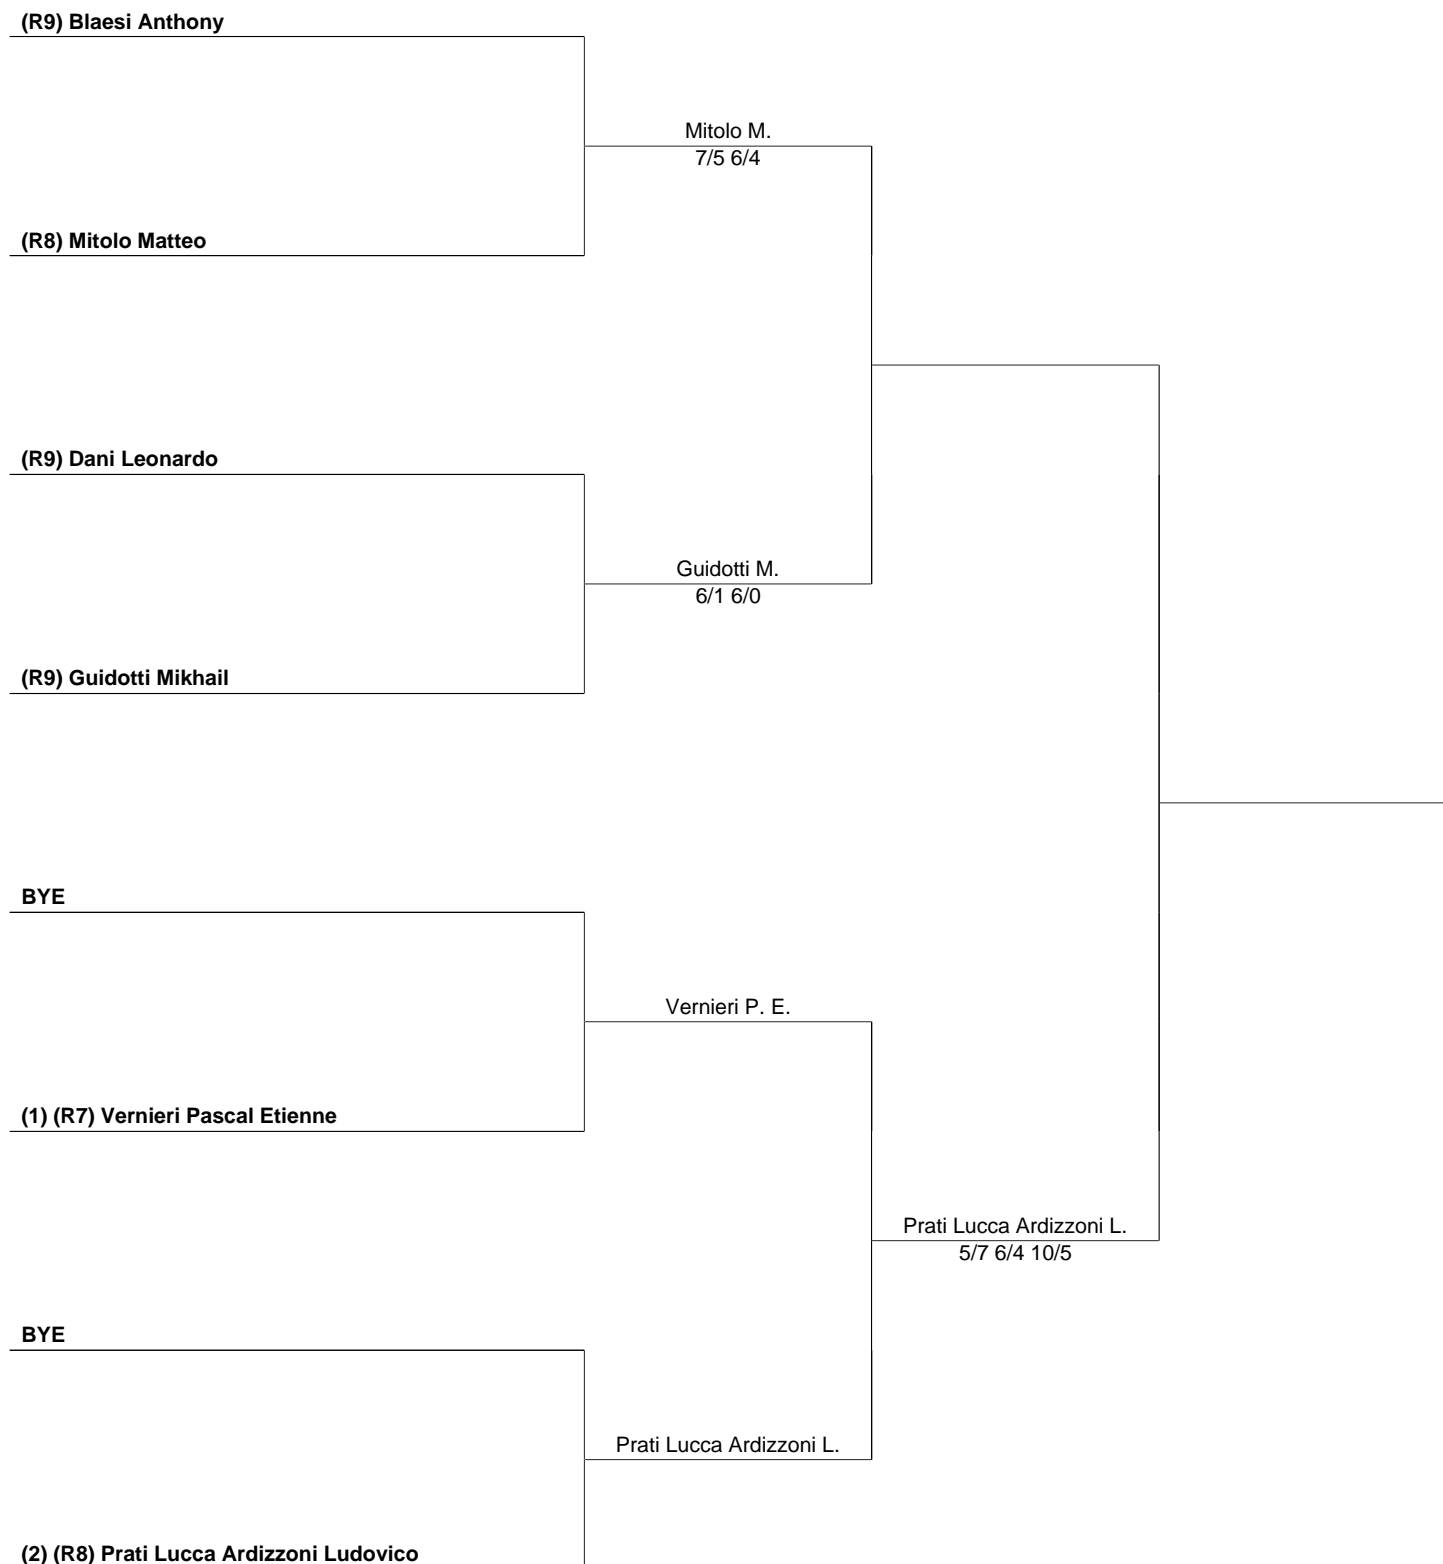 (R9) Blaesi Anthony
Mitolo M.
7/5 6/4
(R8) Mitolo Matteo
(R9) Dani Leonardo
Guidotti M.
6/1 6/0
(R9) Guidotti Mikhail
BYE
Vernieri P. E.
(1) (R7) Vernieri Pascal Etienne
Prati Lucca Ardizzoni L.
5/7 6/4 10/5
BYE
Prati Lucca Ardizzoni L.
(2) (R8) Prati Lucca Ardizzoni Ludovico